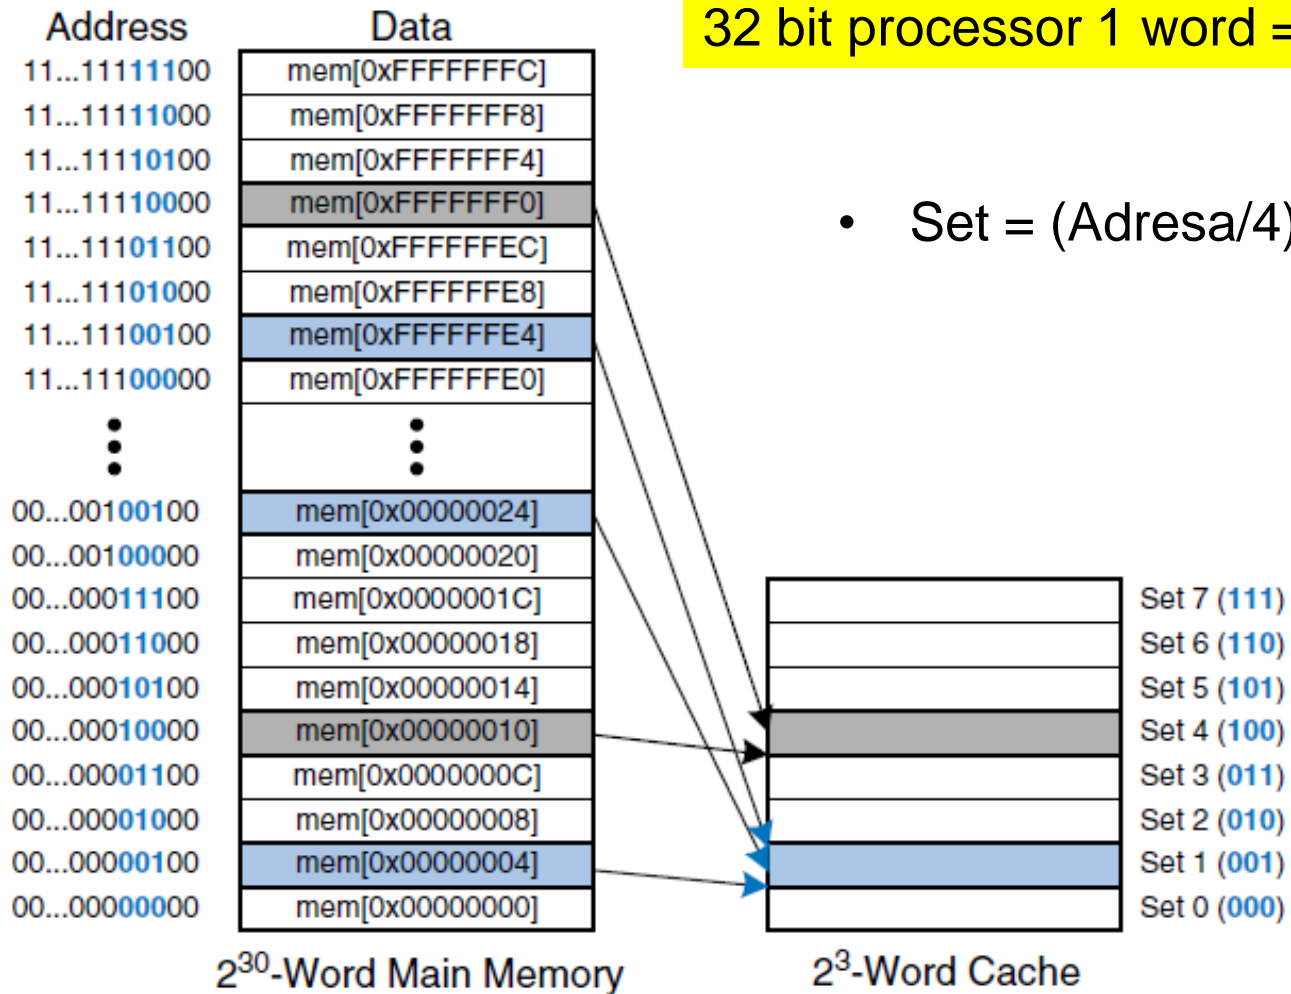 Address Data
32 bit processor 1 word =
11...11111100 mem[0xFFFFFFFC]
11...11111000 mem[0xFFFFFFF8]
11...11110100 mem[0xFFFFFFF4]
11...11110000 mem[0xFFFFFFF0]
• Set = (Adresa/4)
11...11101100 mem[0xFFFFFFEC]
11...11101000 mem[0xFFFFFFE8]
11...11100100 mem[0xFFFFFFE4]
11...11100000 mem[0xFFFFFFE0]
00...00100100 mem[0x00000024]
00...00100000 mem[0x00000020]
00...00011100 mem[0x0000001C] Set 7 (111)
00...00011000 mem[0x00000018] Set 6 (110)
00...00010100 mem[0x00000014] Set 5 (101)
00...00010000 mem[0x00000010] Set 4 (100)
00...00001100 mem[0x0000000C] Set 3 (011)
00...00001000 mem[0x00000008] Set 2 (010)
00...00000100 mem[0x00000004] Set 1 (001)
00...00000000 mem[0x00000000] Set 0 (000)
2³⁰-Word Main Memory 2³-Word Cache